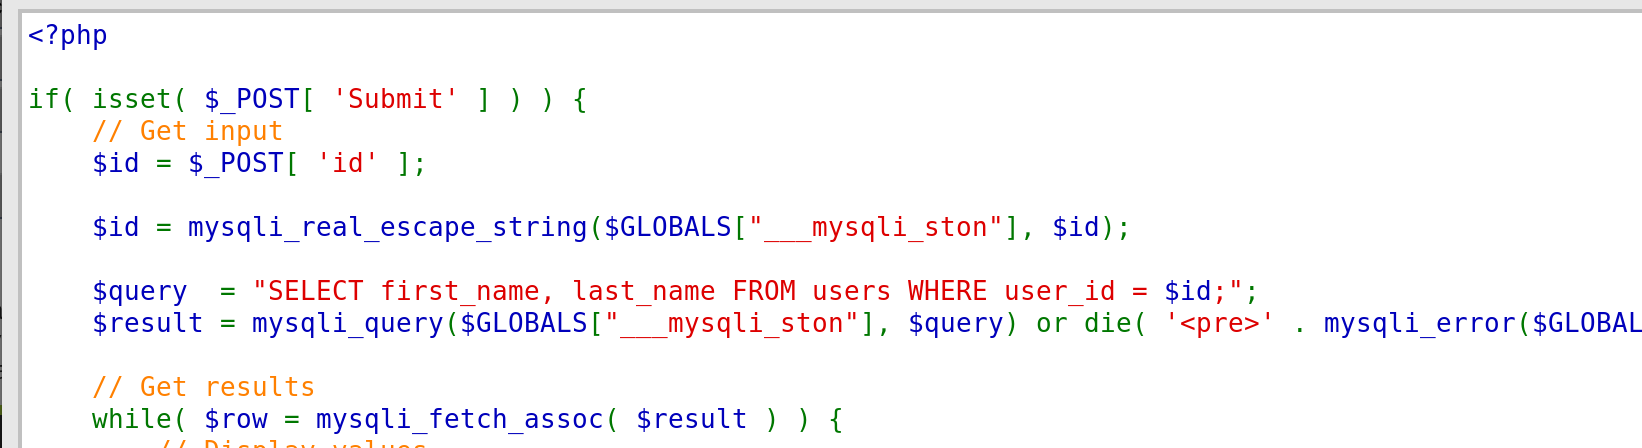 <?php
if( isset( $_POST[ 'Submit' ] ) ) {
// Get input
$id = $_POST[ 'id' ];
$id = mysqli_real_escape_string($GLOBALS["___mysqli_ston"], $id);
$query  = "SELECT first_name, last_name FROM users WHERE user_id = $id;";
$result = mysqli_query($GLOBALS["___mysqli_ston"], $query) or die( '<pre>' . mysqli_error($GLOBAL
// Get results
while( $row = mysqli_fetch_assoc( $result ) ) {
// Display values